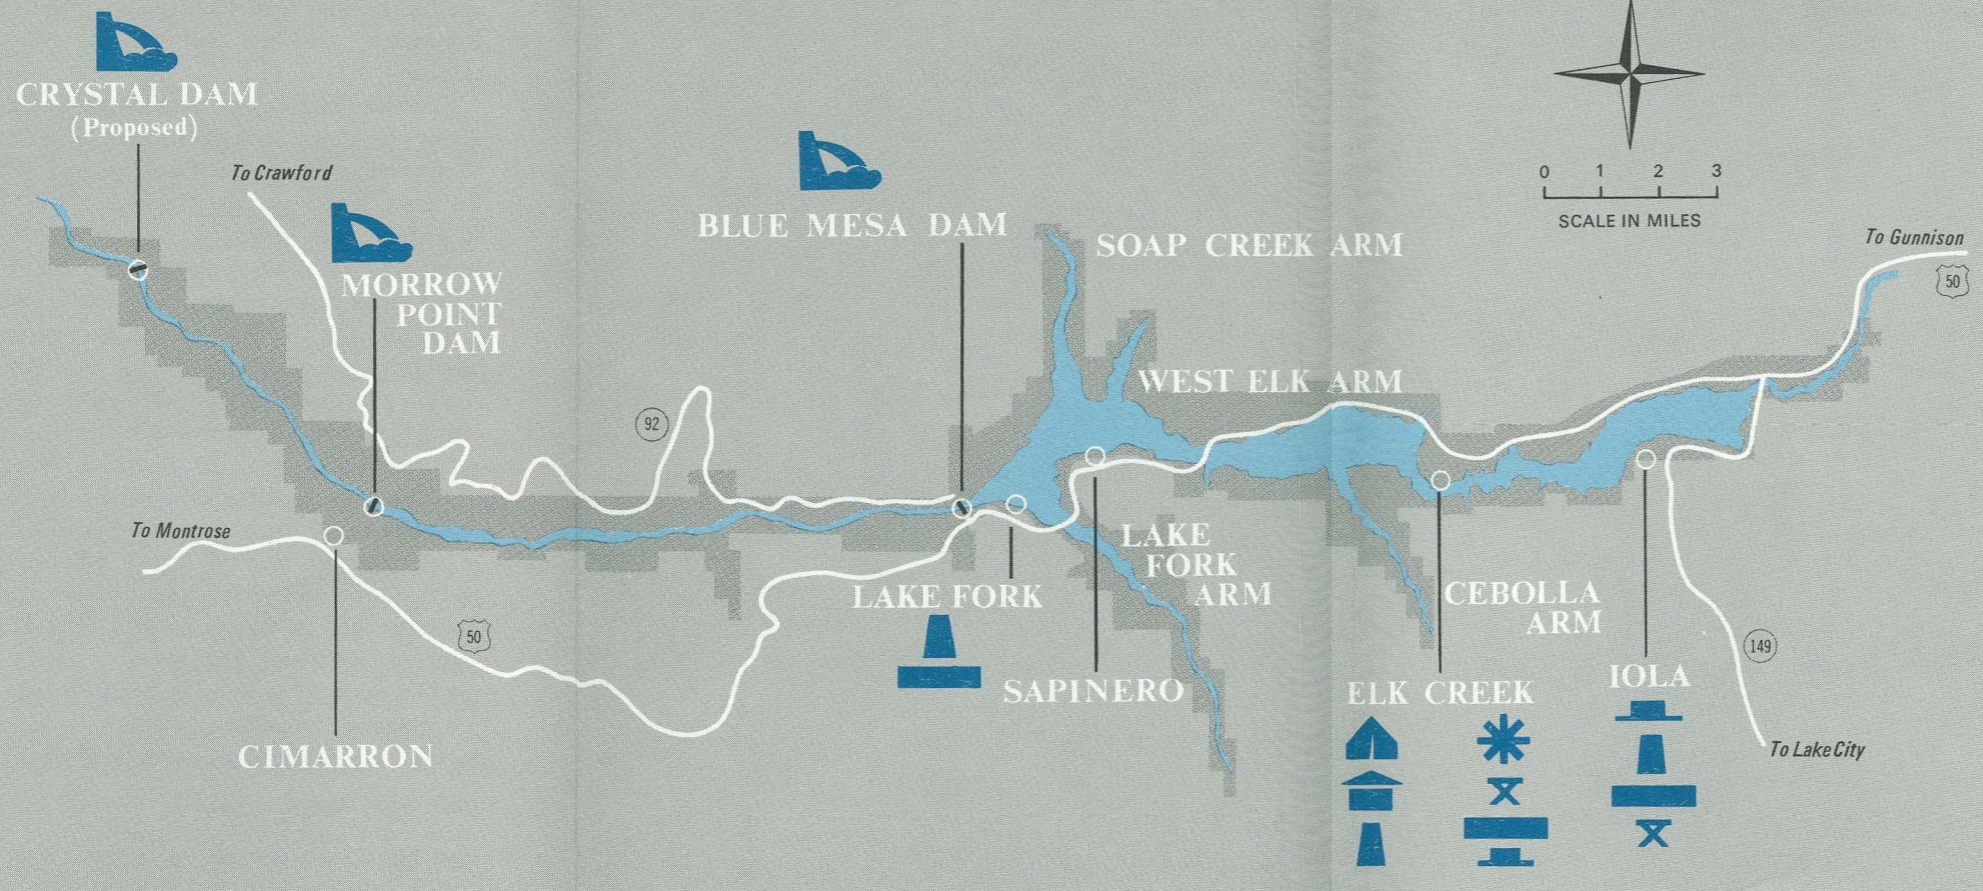 CRYSTAL DAM
(Proposed)
To Crawford
MORROW
POINT
DAM
BLUE MESA DAM
SOAP CREEK ARM
0 1 2 3
SCALE IN MILES
To Gunnison
50
WEST ELK ARM
92
To Montrose
50
CIMARRON
LAKE FORK
SAPINERO
LAKE
FORK
ARM
CEBOLLA
ARM
ELK CREEK
IOLA
149
To Lake City